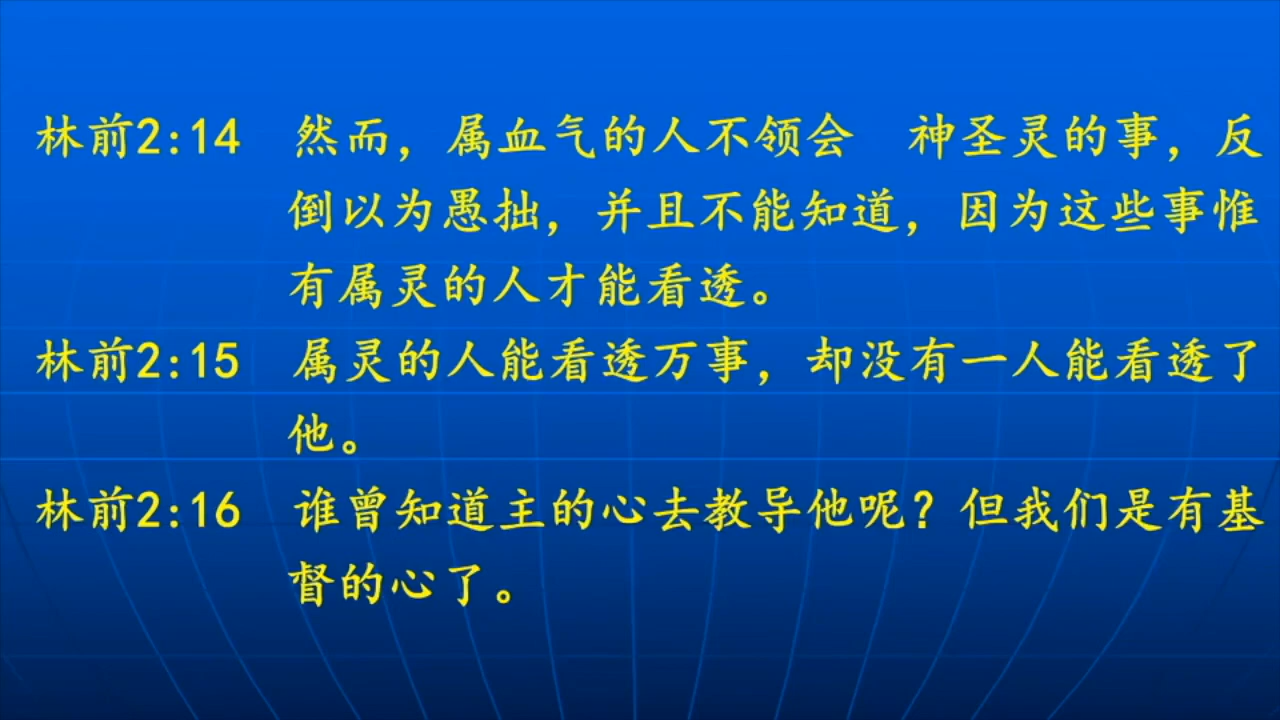 林前2:14 然而，属血气的人不领会 神圣灵的事，反
倒以为愚拙，并且不能知道，因为这些事惟
有属灵的人才能看透。
林前2:15 属灵的人能看透万事，却没有一人能看透了
他。
林前2:16 谁曾知道主的心去教导他呢？但我们是有基
督的心了。